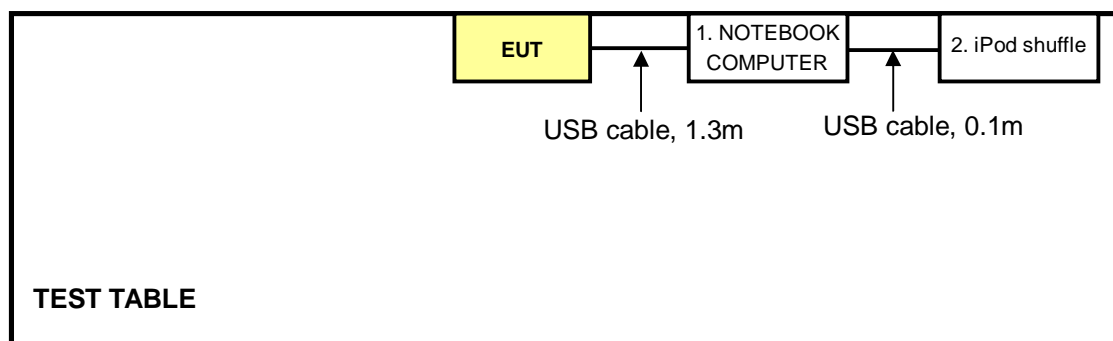 EUT
1. NOTEBOOK
COMPUTER
2. iPod shuffle
USB cable, 1.3m
USB cable, 0.1m
TEST TABLE